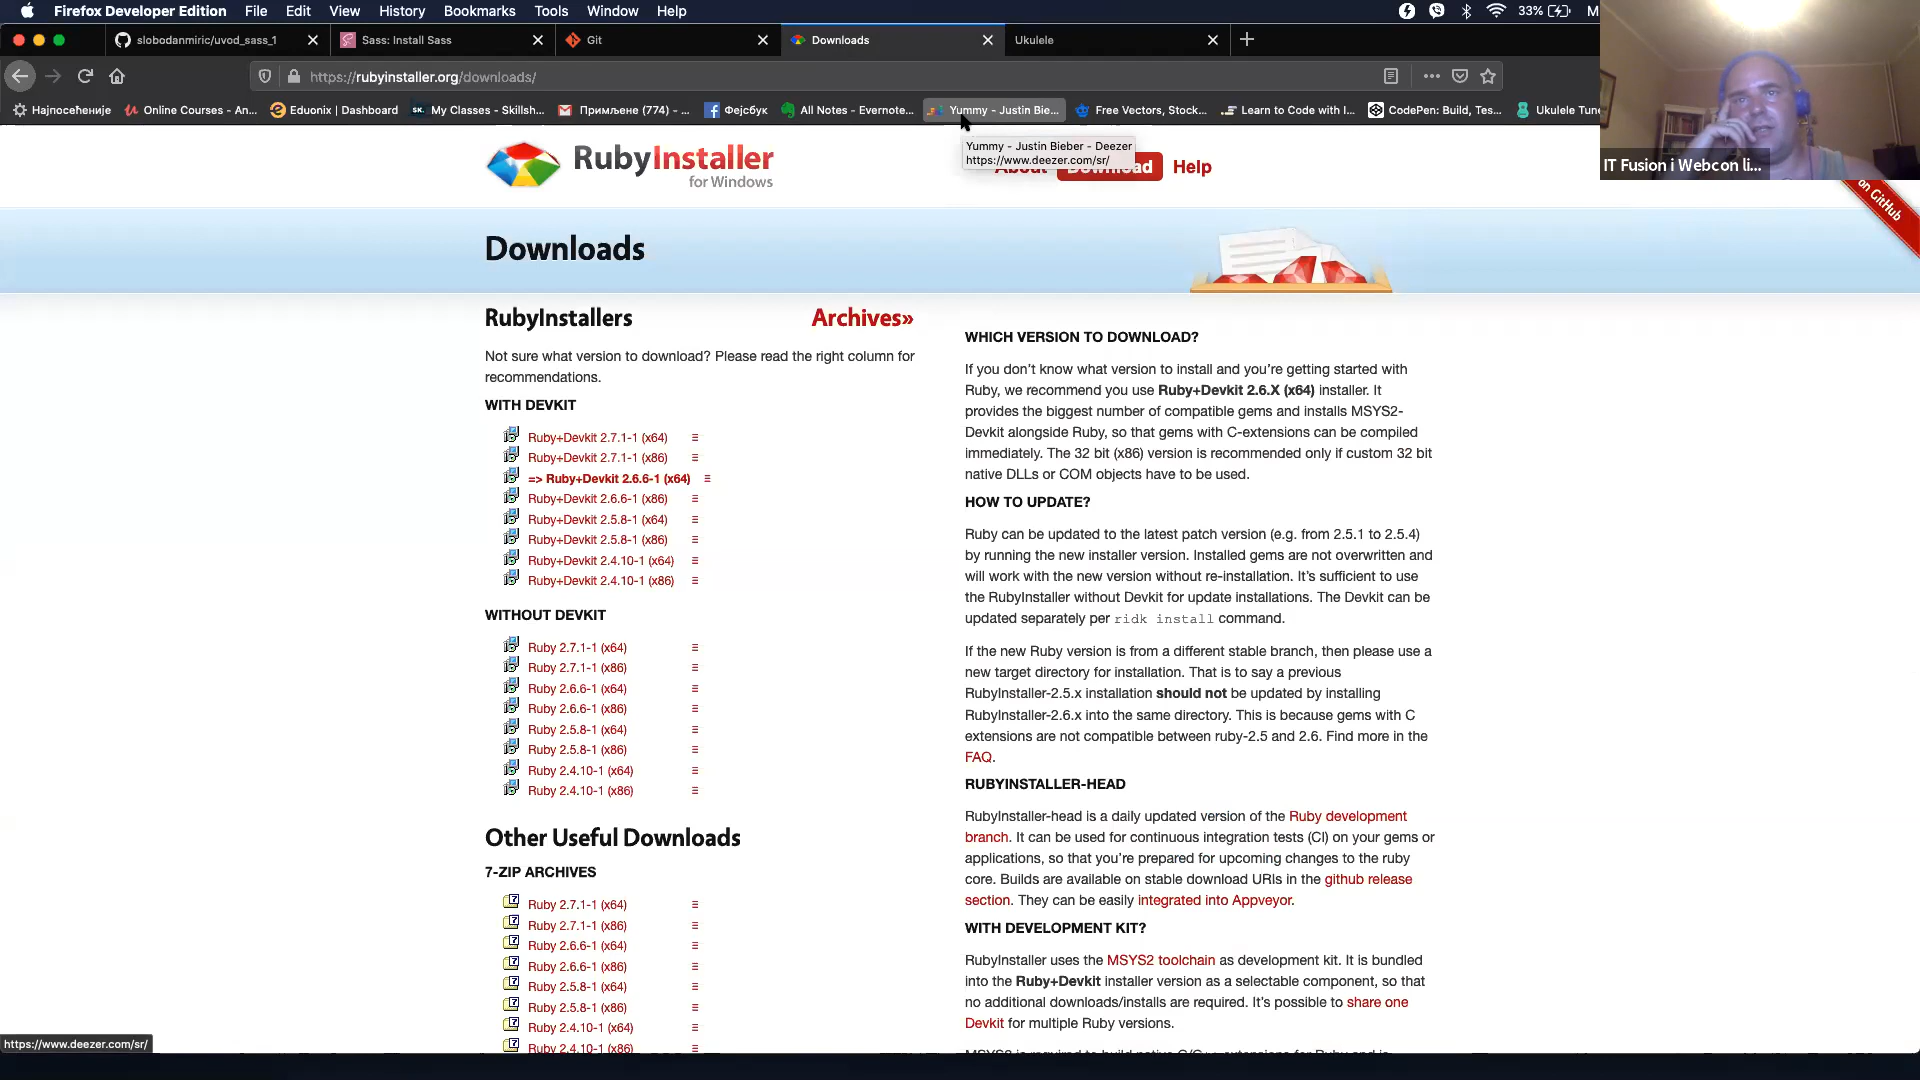 Firefox Developer Edition File Edit View History Bookmarks Tools Window Help 33% M
slobodanmiric/uvod_sass_1 Sass: Install Sass Git Downloads Ukulele
https://rubyinstaller.org/downloads/
Најпосећеније Online Courses - An... Eduonix | Dashboard SK. My Classes - Skillsh... Примљене (774) - ... Фејсбук All Notes - Evernote... Yummy - Justin Bie... Free Vectors, Stock... Learn to Code with I... CodePen: Build, Tes... Ukulele Tune
Yummy - Justin Bieber - Deezer
https://www.deezer.com/sr/
RubyInstaller
for Windows
About Download Help
IT Fusion i Webcon li...
on GitHub
Downloads
RubyInstallers Archives»
Not sure what version to download? Please read the right column for
recommendations.
WITH DEVKIT
Ruby+Devkit 2.7.1-1 (x64)
Ruby+Devkit 2.7.1-1 (x86)
=> Ruby+Devkit 2.6.6-1 (x64)
Ruby+Devkit 2.6.6-1 (x86)
Ruby+Devkit 2.5.8-1 (x64)
Ruby+Devkit 2.5.8-1 (x86)
Ruby+Devkit 2.4.10-1 (x64)
Ruby+Devkit 2.4.10-1 (x86)
WITHOUT DEVKIT
Ruby 2.7.1-1 (x64)
Ruby 2.7.1-1 (x86)
Ruby 2.6.6-1 (x64)
Ruby 2.6.6-1 (x86)
Ruby 2.5.8-1 (x64)
Ruby 2.5.8-1 (x86)
Ruby 2.4.10-1 (x64)
Ruby 2.4.10-1 (x86)
Other Useful Downloads
7-ZIP ARCHIVES
Ruby 2.7.1-1 (x64)
Ruby 2.7.1-1 (x86)
Ruby 2.6.6-1 (x64)
Ruby 2.6.6-1 (x86)
Ruby 2.5.8-1 (x64)
Ruby 2.5.8-1 (x86)
Ruby 2.4.10-1 (x64)
Ruby 2.4.10-1 (x86)
WHICH VERSION TO DOWNLOAD?
If you don't know what version to install and you're getting started with
Ruby, we recommend you use Ruby+Devkit 2.6.X (x64) installer. It
provides the biggest number of compatible gems and installs MSYS2-
Devkit alongside Ruby, so that gems with C-extensions can be compiled
immediately. The 32 bit (x86) version is recommended only if custom 32 bit
native DLLs or COM objects have to be used.
HOW TO UPDATE?
Ruby can be updated to the latest patch version (e.g. from 2.5.1 to 2.5.4)
by running the new installer version. Installed gems are not overwritten and
will work with the new version without re-installation. It's sufficient to use
the RubyInstaller without Devkit for update installations. The Devkit can be
updated separately per ridk install command.
If the new Ruby version is from a different stable branch, then please use a
new target directory for installation. That is to say a previous
RubyInstaller-2.5.x installation should not be updated by installing
RubyInstaller-2.6.x into the same directory. This is because gems with C
extensions are not compatible between ruby-2.5 and 2.6. Find more in the
FAQ.
RUBYINSTALLER-HEAD
RubyInstaller-head is a daily updated version of the Ruby development
branch. It can be used for continuous integration tests (CI) on your gems or
applications, so that you're prepared for upcoming changes to the ruby
core. Builds are available on stable download URIs in the github release
section. They can be easily integrated into Appveyor.
WITH DEVELOPMENT KIT?
RubyInstaller uses the MSYS2 toolchain as development kit. It is bundled
into the Ruby+Devkit installer version as a selectable component, so that
no additional downloads/installs are required. It's possible to share one
Devkit for multiple Ruby versions.
MSYS2 is required to build native C/C++ extensions for Ruby and is
https://www.deezer.com/sr/